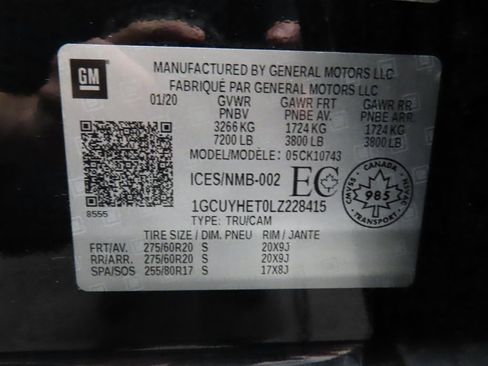 GM
MANUFACTURED BY GENERAL MOTORS LLC
FABRIQUÉ PAR GENERAL MOTORS LLC
01/20 GVWR GAWR FRT GAWR RR
PNBV PNBE AV. PNBE ARR
3266 KG 1724 KG 1724 KG
7200 LB 3800 LB 3800 LB
MODEL/MODÈLE: 05CK10743
ICES/NMB-002 EC
1GCUYHET0LZ228415
TYPE: TRU/CAM
8555
CANADA
CMVSS NSVAC
985
TRANSPORT
TIRE SIZE / DIM. PNEU RIM / JANTE
FRT/AV. 275/60R20 S 20X9J
RR/ARR. 275/60R20 S 20X9J
SPA/SOS 255/80R17 S 17X8J